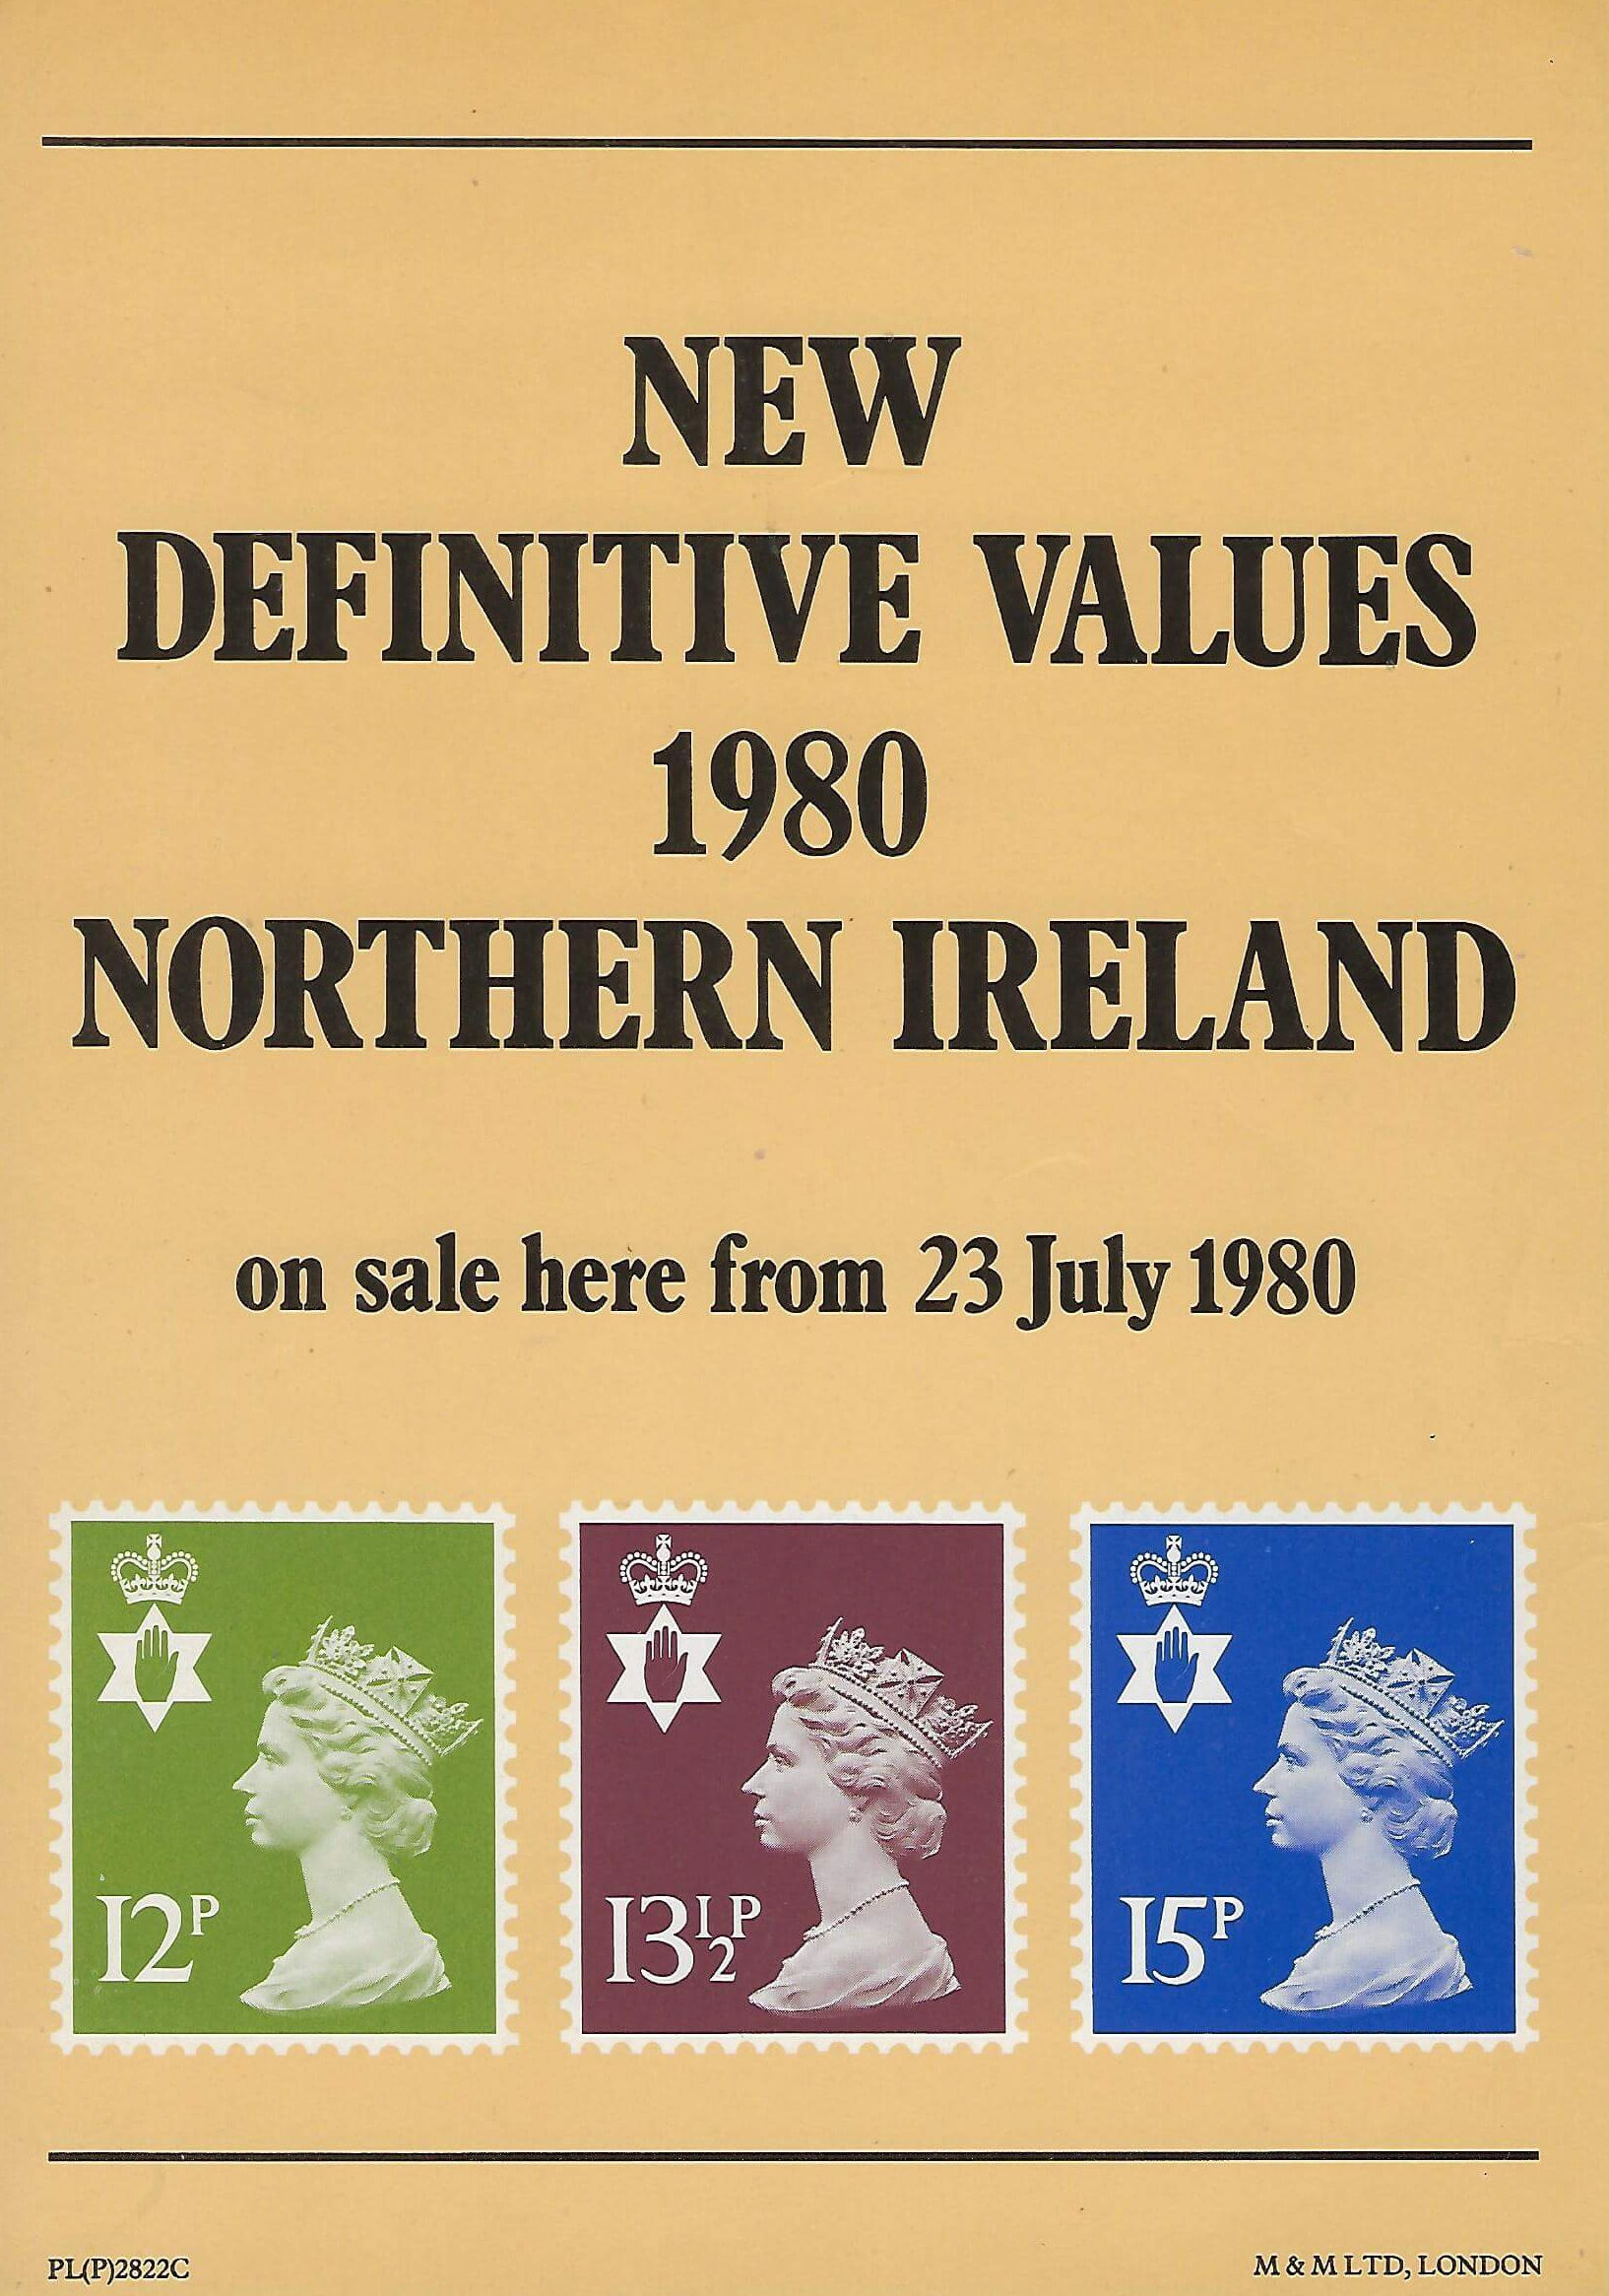 NEW
DEFINITIVE VALUES
1980
NORTHERN IRELAND
on sale here from 23 July 1980
12P
13½P
15P
PL(P)2822C
M & M LTD, LONDON